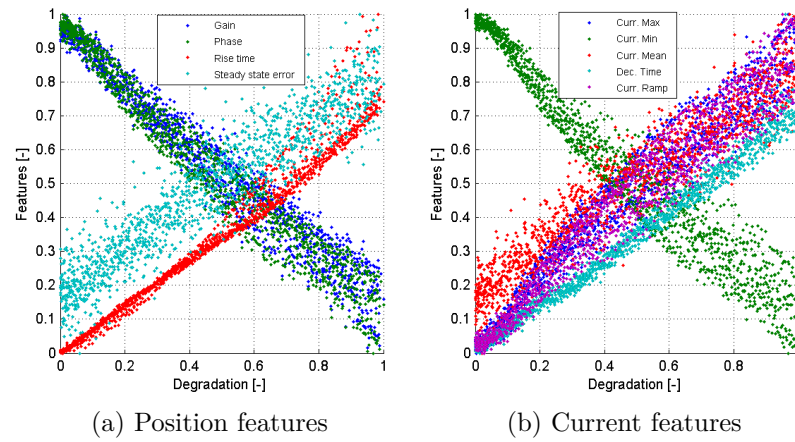 1
0.9
0.8
0.7
0.6
0.5
0.4
0.3
0.2
0.1
0
Features [-]
Gain
Phase
Rise time
Steady state error
0 0.2 0.4 0.6 0.8 1
Degradation [-]
(a) Position features
1
0.9
0.8
0.7
0.6
0.5
0.4
0.3
0.2
0.1
0
Features [-]
Curr. Max
Curr. Min
Curr. Mean
Dec. Time
Curr. Ramp
0 0.2 0.4 0.6 0.8
Degradation [-]
(b) Current features